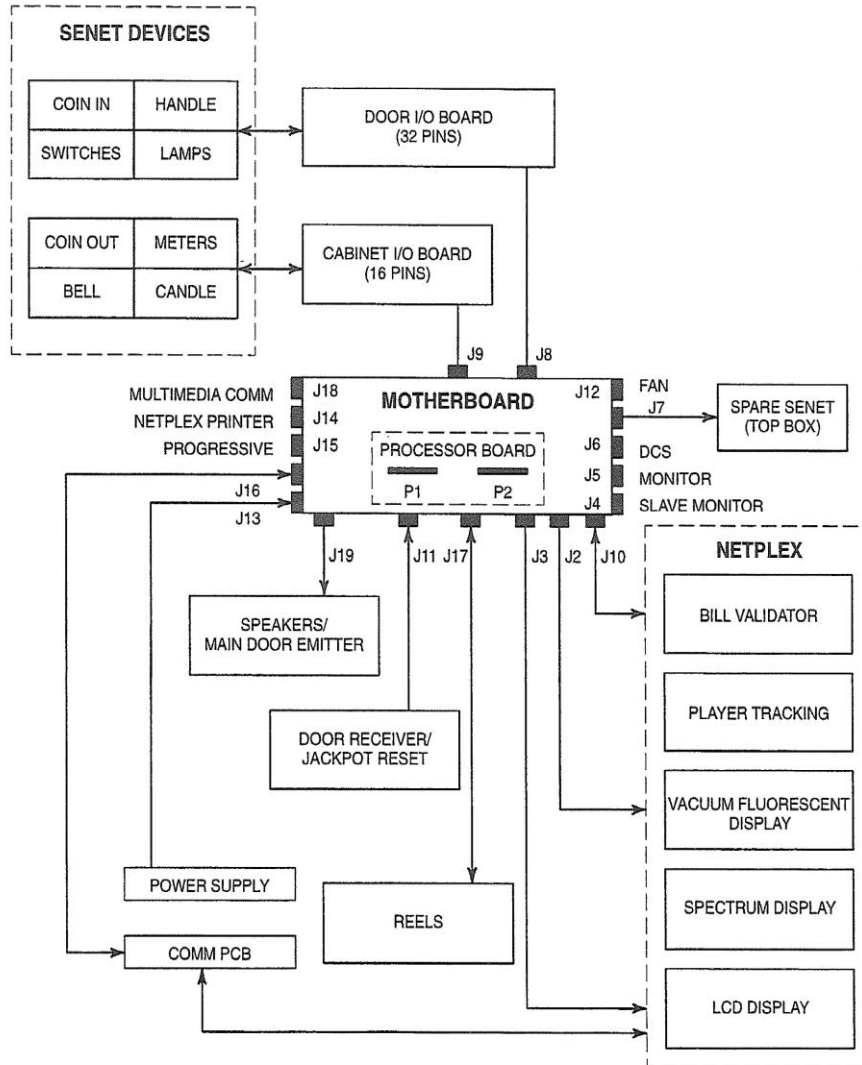 SENET DEVICES
COIN IN
HANDLE
SWITCHES
LAMPS
DOOR I/O BOARD
(32 PINS)
COIN OUT
METERS
BELL
CANDLE
CABINET I/O BOARD
(16 PINS)
J9
J8
MULTIMEDIA COMM
NETPLEX PRINTER
PROGRESSIVE
J18
J14
J15
J16
J13
MOTHERBOARD
PROCESSOR BOARD
P1
P2
J12
J6
J5
J4
FAN
J7
DCS
MONITOR
SLAVE MONITOR
SPARE SENET
(TOP BOX)
J19
J11
J17
J3
J2
J10
SPEAKERS/
MAIN DOOR EMITTER
DOOR RECEIVER/
JACKPOT RESET
POWER SUPPLY
COMM PCB
REELS
NETPLEX
BILL VALIDATOR
PLAYER TRACKING
VACUUM FLUORESCENT
DISPLAY
SPECTRUM DISPLAY
LCD DISPLAY